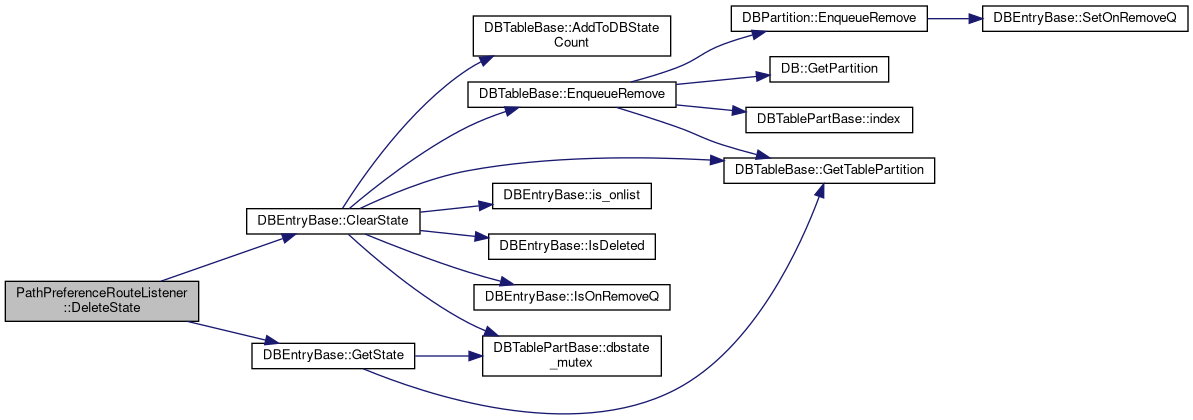 PathPreferenceRouteListener
::DeleteState
DBEntryBase::ClearState
DBTableBase::AddToDBState
Count
DBTableBase::EnqueueRemove
DBPartition::EnqueueRemove
DBEntryBase::SetOnRemoveQ
DB::GetPartition
DBTablePartBase::index
DBTableBase::GetTablePartition
DBEntryBase::is_onlist
DBEntryBase::IsDeleted
DBEntryBase::IsOnRemoveQ
DBTablePartBase::dbstate
_mutex
DBEntryBase::GetState